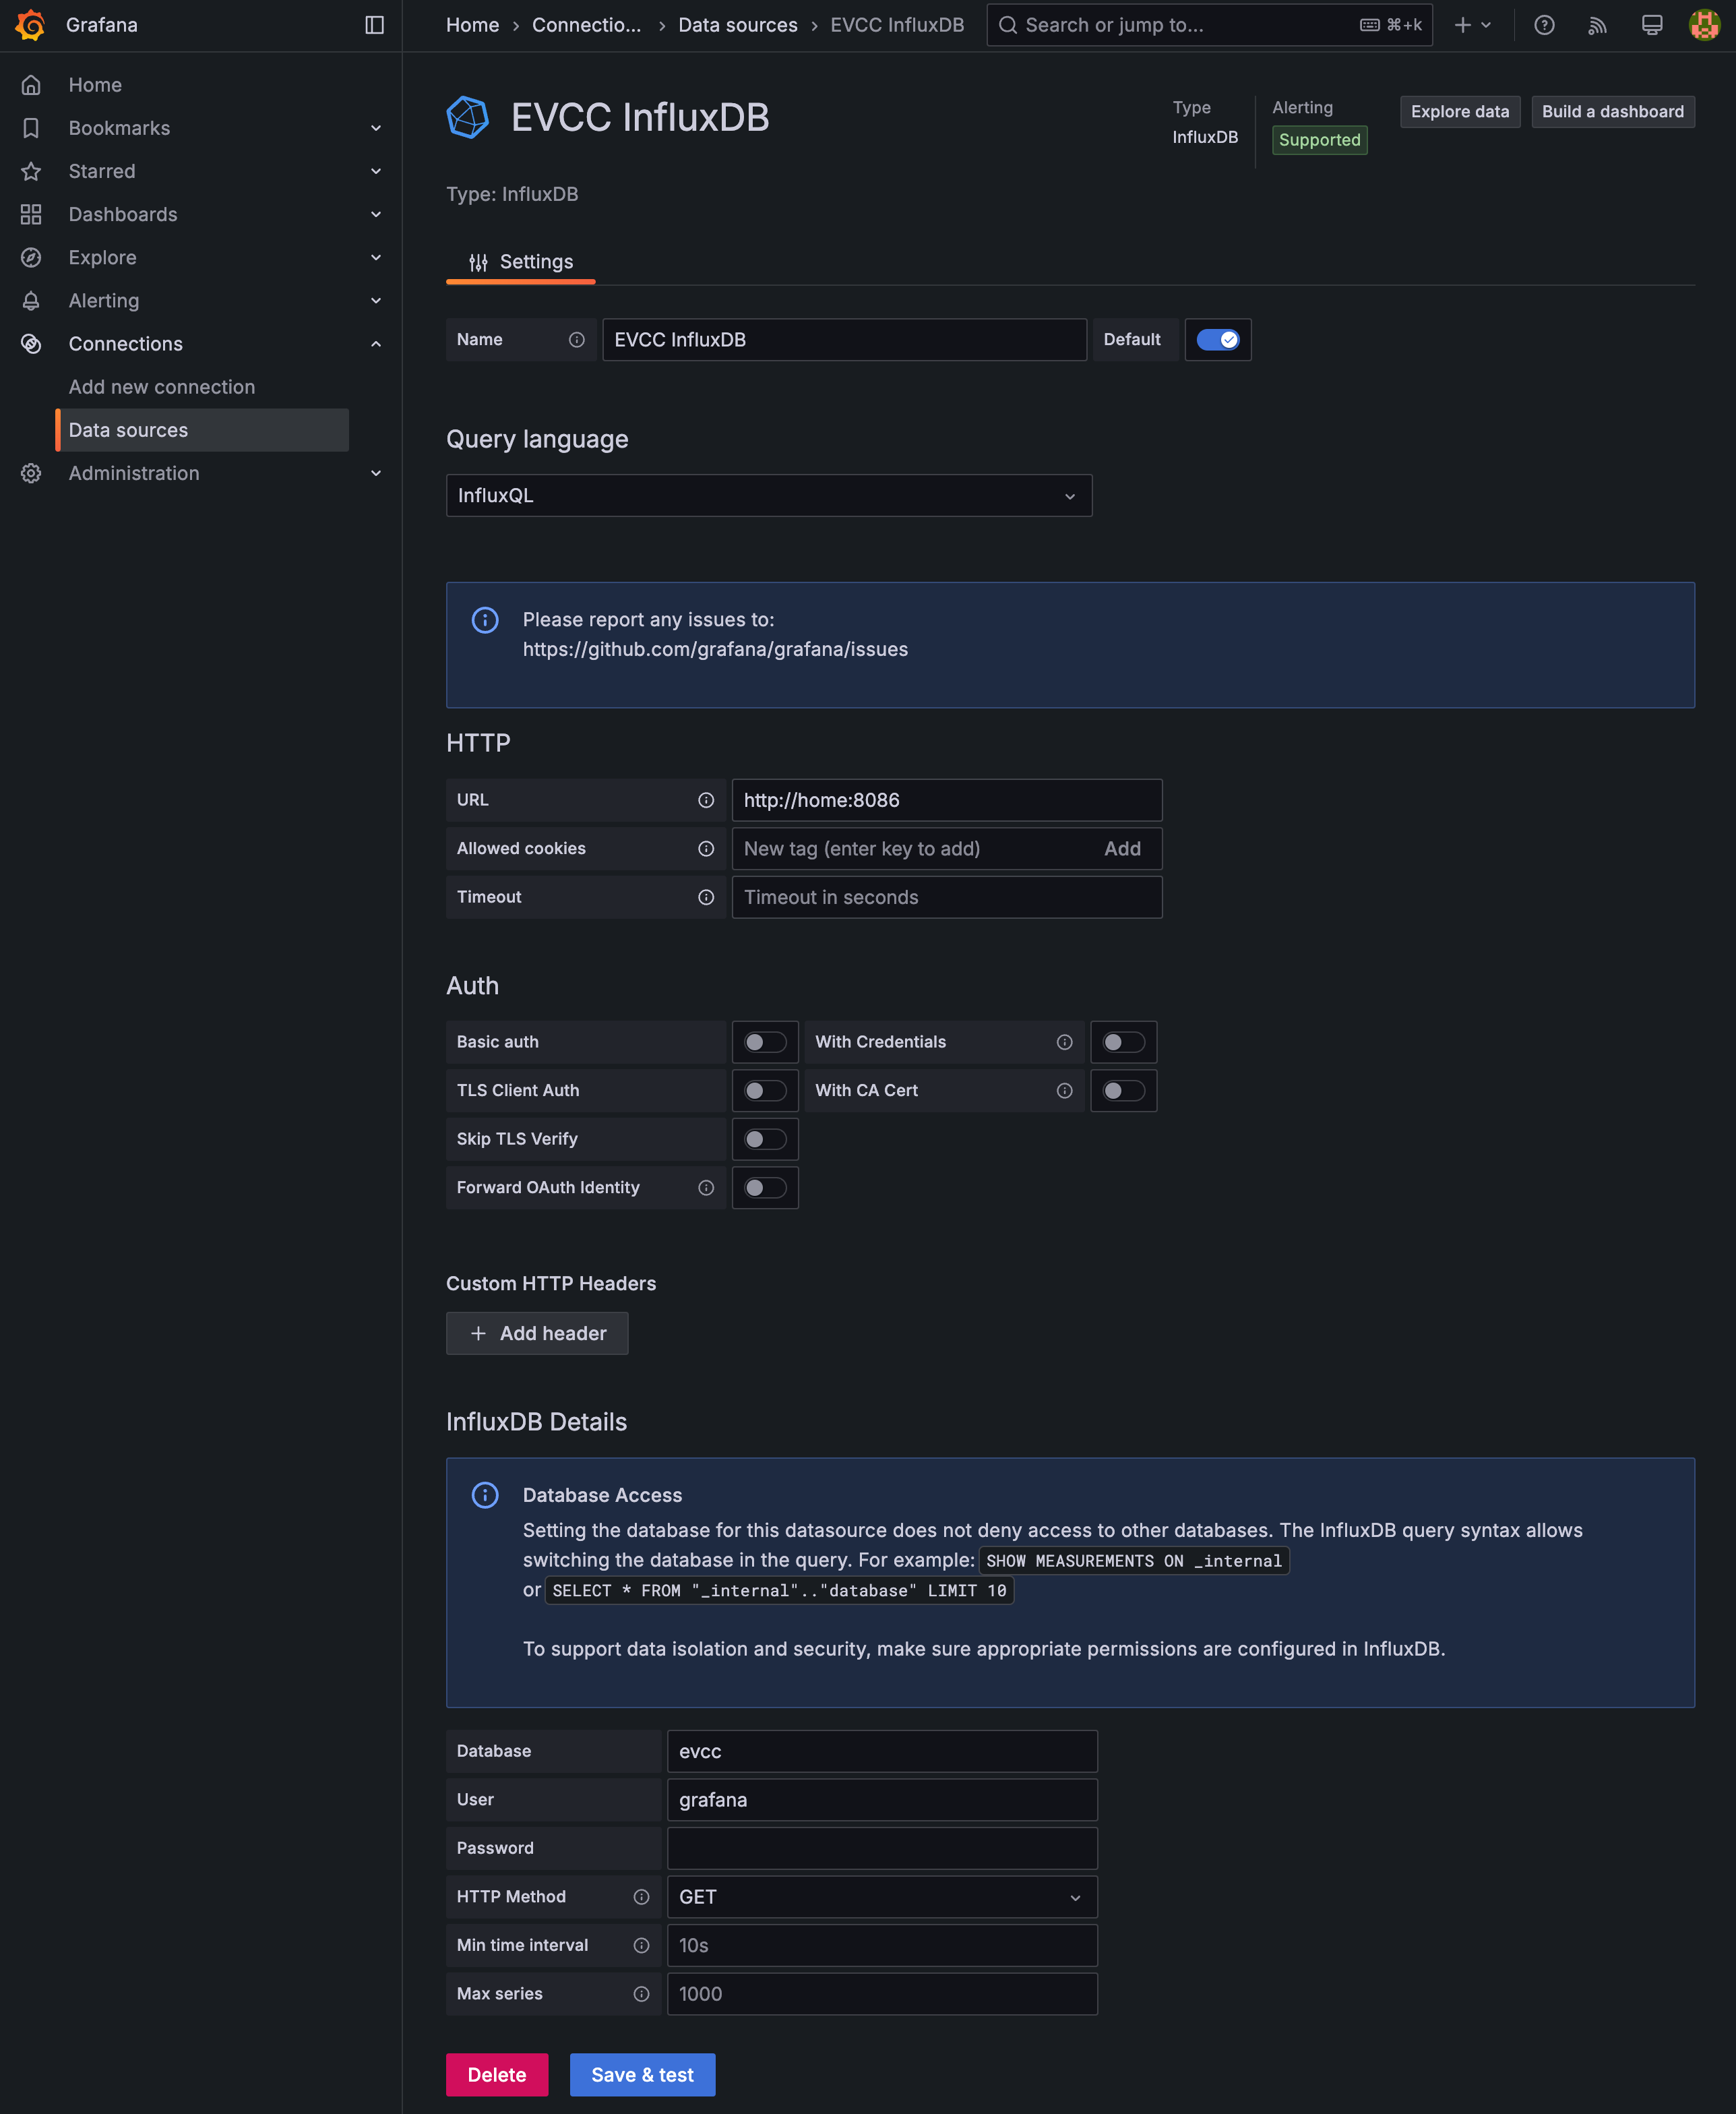 Grafana
Home › Connectio... › Data sources › EVCC InfluxDB
Search or jump to...
⌘+k
Home
Bookmarks
Starred
Dashboards
Explore
Alerting
Connections
Add new connection
Data sources
Administration
EVCC InfluxDB
Type
InfluxDB
Alerting
Supported
Explore data
Build a dashboard
Type: InfluxDB
Settings
Name
EVCC InfluxDB
Default
Query language
InfluxQL
Please report any issues to:
https://github.com/grafana/grafana/issues
HTTP
URL
http://home:8086
Allowed cookies
New tag (enter key to add)
Add
Timeout
Timeout in seconds
Auth
Basic auth
With Credentials
TLS Client Auth
With CA Cert
Skip TLS Verify
Forward OAuth Identity
Custom HTTP Headers
Add header
InfluxDB Details
Database Access
Setting the database for this datasource does not deny access to other databases. The InfluxDB query syntax allows
switching the database in the query. For example: SHOW MEASUREMENTS ON _internal
or SELECT * FROM "_internal".."database" LIMIT 10
To support data isolation and security, make sure appropriate permissions are configured in InfluxDB.
Database
evcc
User
grafana
Password
HTTP Method
GET
Min time interval
10s
Max series
1000
Delete
Save & test